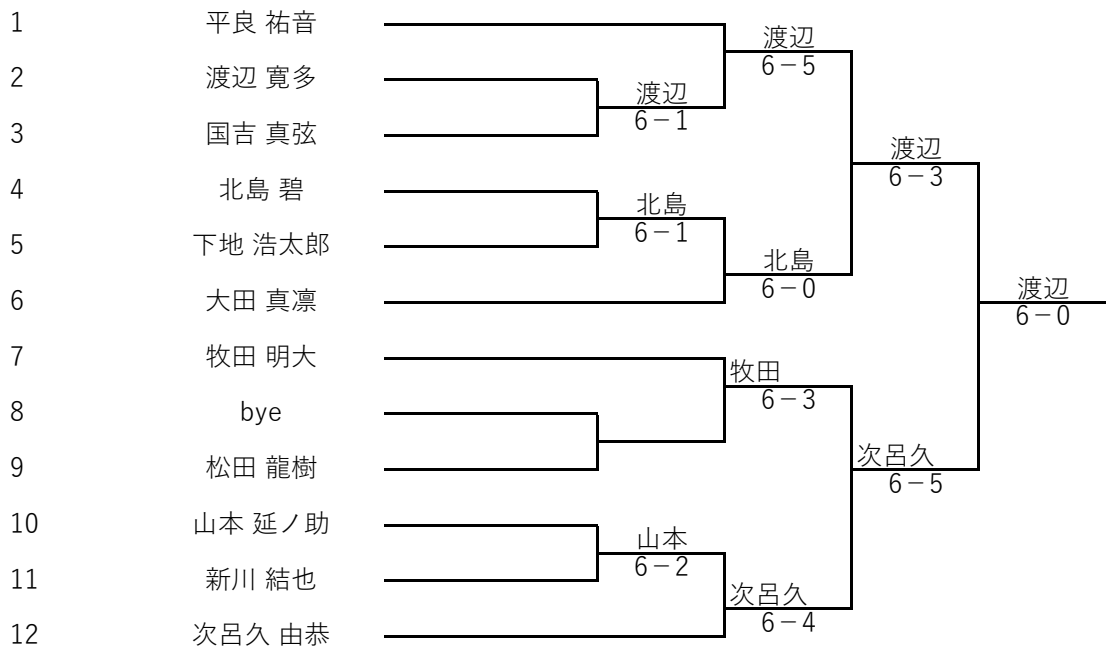 1 平良 祐音
渡辺
6－5
2 渡辺 寛多
渡辺
6－1
3 国吉 真弦
渡辺
6－3
4 北島 碧
北島
6－1
5 下地 浩太郎
北島
6－0
6 大田 真凛
渡辺
6－0
7 牧田 明大
牧田
6－3
8 bye
9 松田 龍樹
次呂久
6－5
10 山本 延ノ助
山本
6－2
11 新川 結也
次呂久
6－4
12 次呂久 由恭